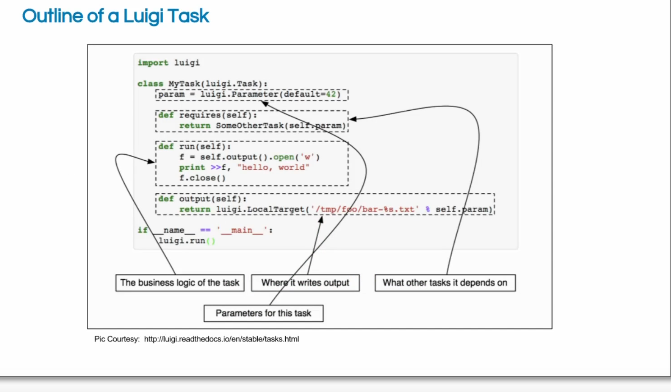 Outline of a Luigi Task
import luigi
class MyTask(luigi.Task):
param = luigi.Parameter(default=42)
def requires(self):
return SomeOtherTask(self.param)
def run(self):
f = self.output().open('w')
print >>f, "hello, world"
f.close()
def output(self):
return luigi.LocalTarget('/tmp/foo/bar-%s.txt' % self.param)
if __name__ == '__main__':
luigi.run()
The business logic of the task
Where it writes output
What other tasks it depends on
Parameters for this task
Pic Courtesy: http://luigi.readthedocs.io/en/stable/tasks.html